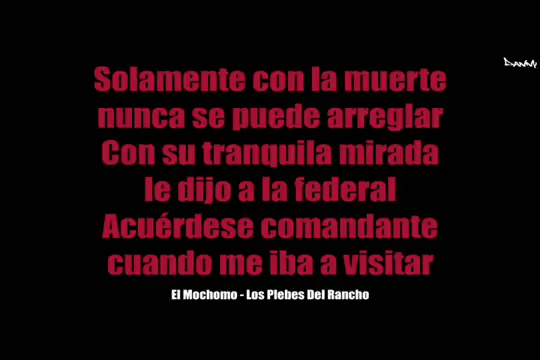 Solamente con la muerte
nunca se puede arreglar
Con su tranquila mirada
le dijo a la federal
Acuérdese comandante
cuando me iba a visitar
El Mochomo - Los Plebes Del Rancho